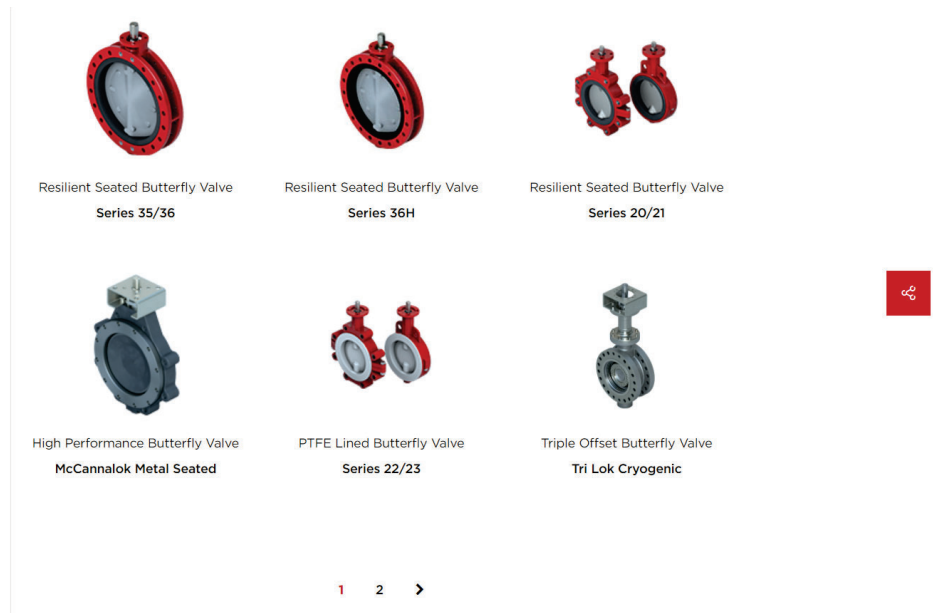 Resilient Seated Butterfly Valve
Series 35/36
Resilient Seated Butterfly Valve
Series 36H
Resilient Seated Butterfly Valve
Series 20/21
High Performance Butterfly Valve
McCannalok Metal Seated
PTFE Lined Butterfly Valve
Series 22/23
Triple Offset Butterfly Valve
Tri Lok Cryogenic
1 2